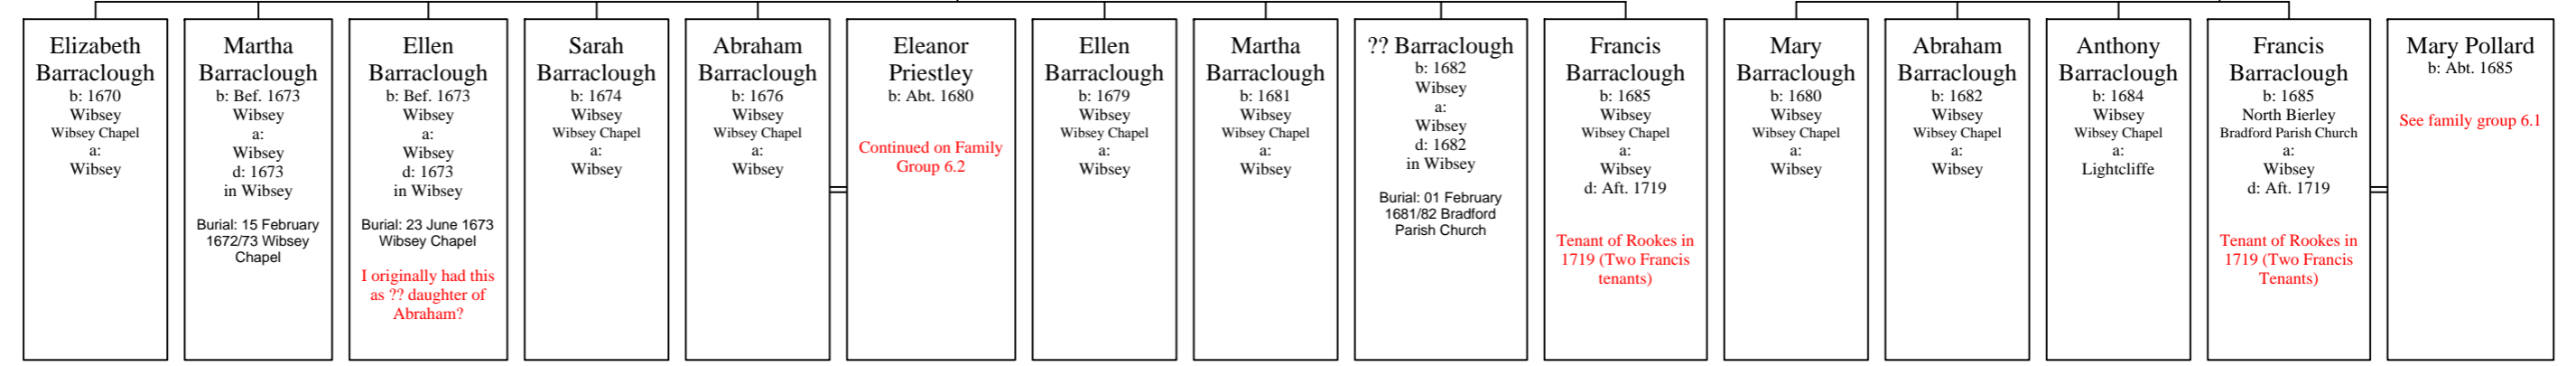 Elizabeth
Barraclough
b: 1670
Wibsey
Wibsey Chapel
a:
Wibsey
Martha
Barraclough
b: Bef. 1673
Wibsey
a:
Wibsey
d: 1673
in Wibsey
Burial: 15 February
1672/73 Wibsey
Chapel
Ellen
Barraclough
b: Bef. 1673
Wibsey
a:
Wibsey
d: 1673
in Wibsey
Burial: 23 June 1673
Wibsey Chapel
I originally had this
as ?? daughter of
Abraham?
Sarah
Barraclough
b: 1674
Wibsey
Wibsey Chapel
a:
Wibsey
Abraham
Barraclough
b: 1676
Wibsey
Wibsey Chapel
a:
Wibsey
Eleanor
Priestley
b: Abt. 1680
Continued on Family
Group 6.2
Ellen
Barraclough
b: 1679
Wibsey
Wibsey Chapel
a:
Wibsey
Martha
Barraclough
b: 1681
Wibsey
Wibsey Chapel
a:
Wibsey
?? Barraclough
b: 1682
Wibsey
a:
Wibsey
d: 1682
in Wibsey
Burial: 01 February
1681/82 Bradford
Parish Church
Francis
Barraclough
b: 1685
Wibsey
Wibsey Chapel
a:
Wibsey
d: Aft. 1719
Tenant of Rookes in
1719 (Two Francis
tenants)
Mary
Barraclough
b: 1680
Wibsey
Wibsey Chapel
a:
Wibsey
Abraham
Barraclough
b: 1682
Wibsey
Wibsey Chapel
a:
Wibsey
Anthony
Barraclough
b: 1684
Wibsey
Wibsey Chapel
a:
Lightcliffe
Francis
Barraclough
b: 1685
North Bierley
Bradford Parish Church
a:
Wibsey
d: Aft. 1719
Tenant of Rookes in
1719 (Two Francis
Tenants)
Mary Pollard
b: Abt. 1685
See family group 6.1